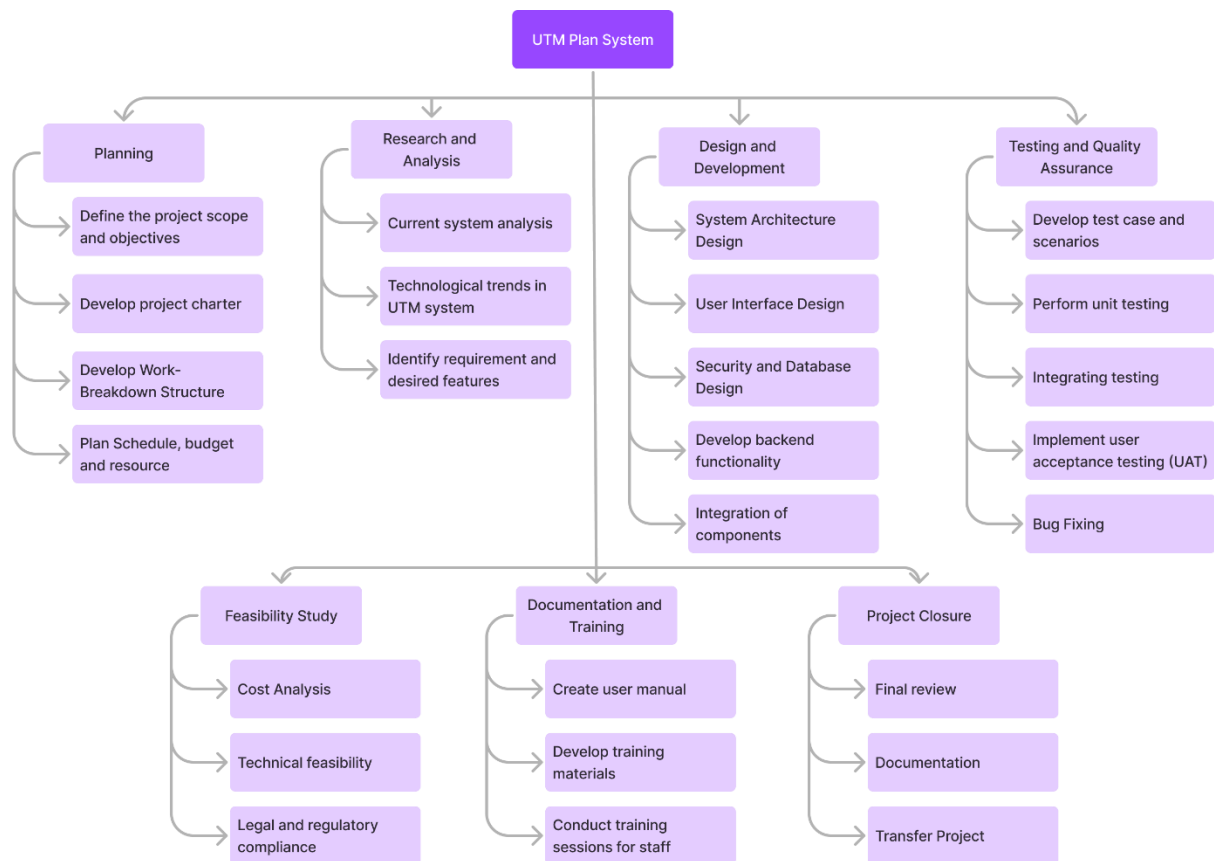 UTM Plan System
Planning
Define the project scope
and objectives
Develop project charter
Develop Work-
Breakdown Structure
Plan Schedule, budget
and resource
Research and
Analysis
Current system analysis
Technological trends in
UTM system
Identify requirement and
desired features
Design and
Development
System Architecture
Design
User Interface Design
Security and Database
Design
Develop backend
functionality
Integration of
components
Testing and Quality
Assurance
Develop test case and
scenarios
Perform unit testing
Integrating testing
Implement user
acceptance testing (UAT)
Bug Fixing
Feasibility Study
Cost Analysis
Technical feasibility
Legal and regulatory
compliance
Documentation and
Training
Create user manual
Develop training
materials
Conduct training
sessions for staff
Project Closure
Final review
Documentation
Transfer Project